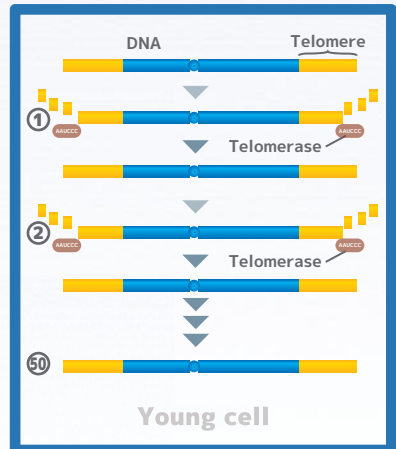 DNA
Telomere
1
AAUCCC
AAUCCC
Telomerase
2
AAUCCC
AAUCCC
Telomerase
50
Young cell